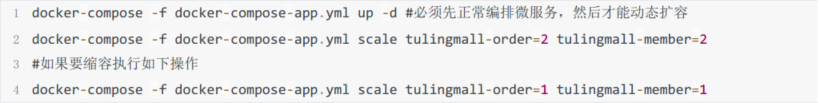 1 docker-compose -f docker-compose-app.yml up -d #必须先正常编排微服务，然后才能动态扩容
2 docker-compose -f docker-compose-app.yml scale tulingmall-order=2 tulingmall-member=2
3 #如果要缩容执行如下操作
4 docker-compose -f docker-compose-app.yml scale tulingmall-order=1 tulingmall-member=1